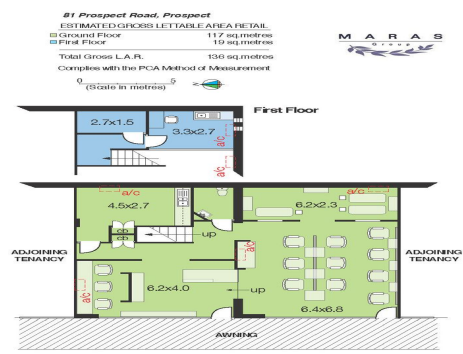 81 Prospect Road, Prospect
ESTIMATED GROSS LETTABLE AREA RETAIL
Ground Floor 117 sq.metres
First Floor 19 sq.metres
Total Gross L.A.R. 136 sq.metres
Complies with the PCA Method of Measurement
0 5
(Scale in metres)
MARAS
Group
First Floor
2.7x1.5
3.3x2.7
a/c
a/c
a/c
a/c
4.5x2.7
6.2x2.3
cb
cb
up
a/c
ADJOINING
TENANCY
ADJOINING
TENANCY
a/c
6.2x4.0
up
6.4x6.8
AWNING